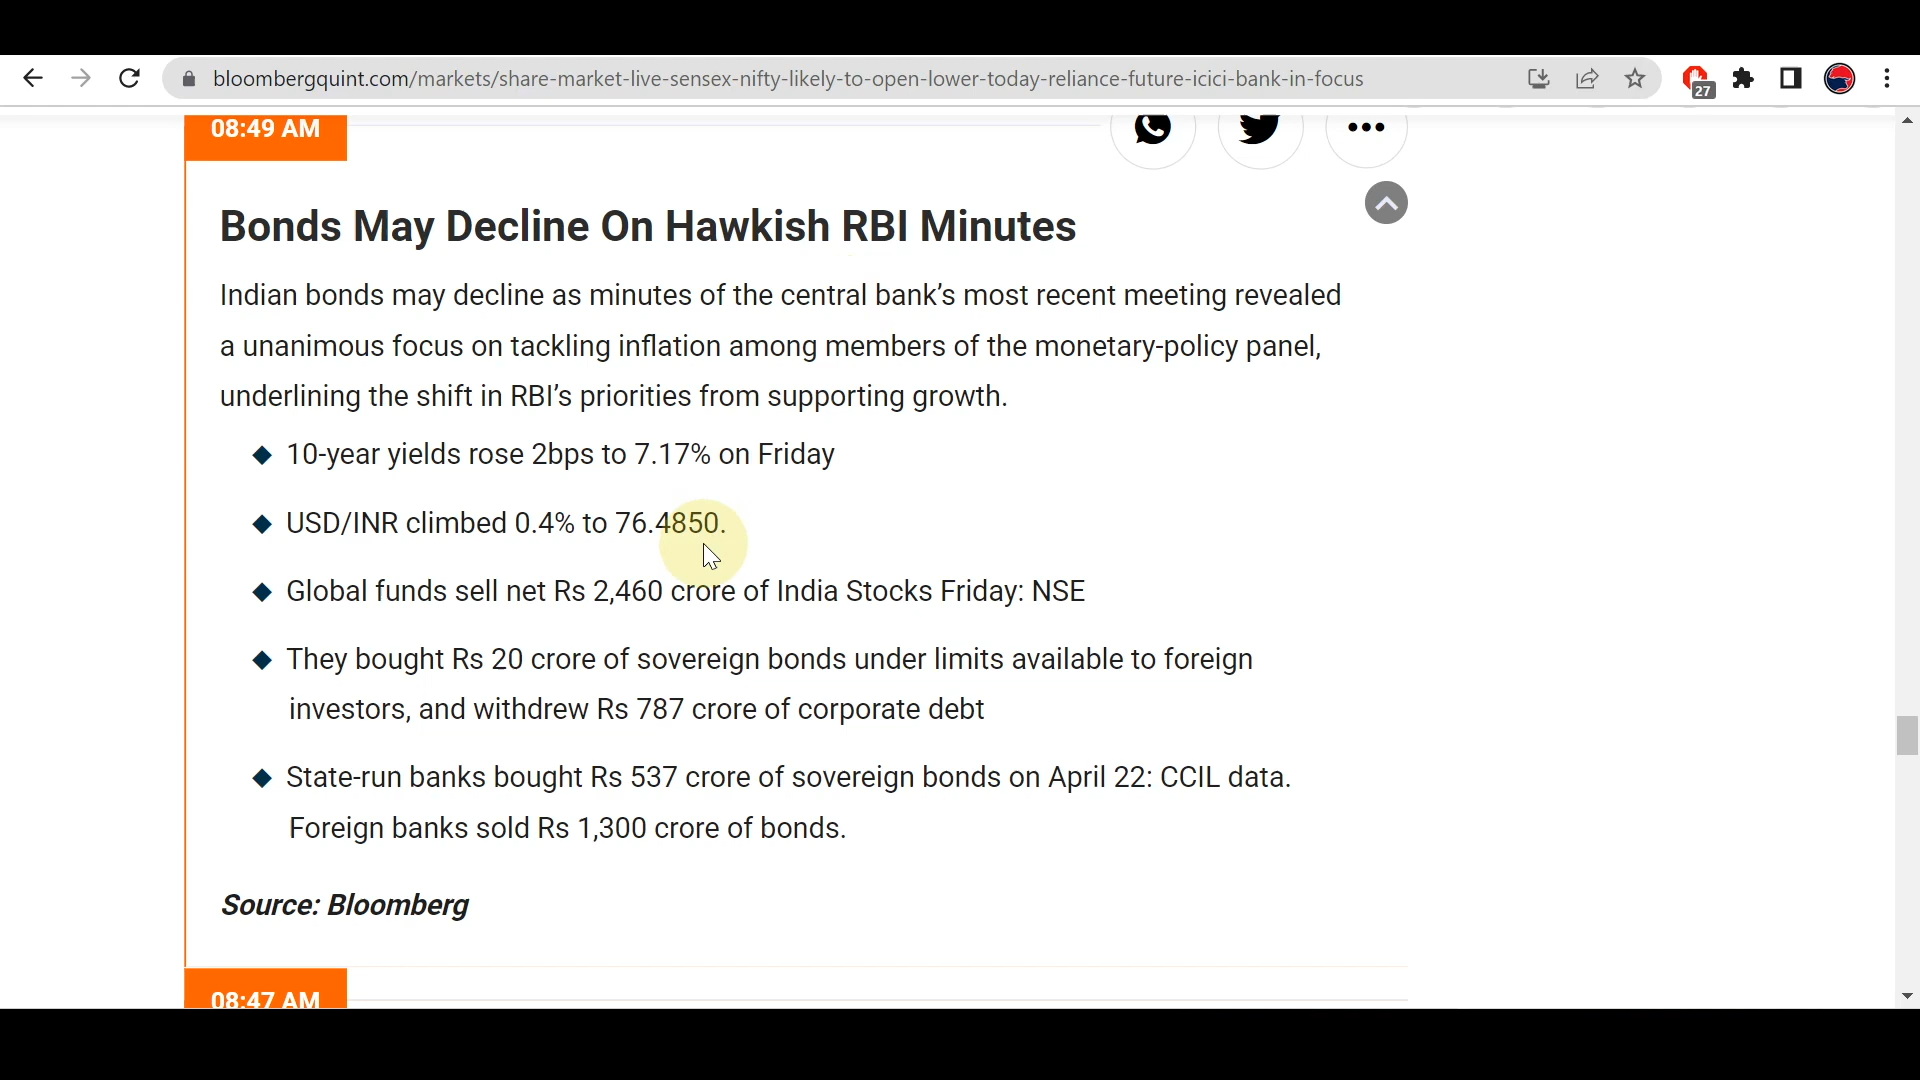 bloombergquint.com/markets/share-market-live-sensex-nifty-likely-to-open-lower-today-reliance-future-icici-bank-in-focus
27
08:49 AM
Bonds May Decline On Hawkish RBI Minutes
Indian bonds may decline as minutes of the central bank’s most recent meeting revealed
a unanimous focus on tackling inflation among members of the monetary-policy panel,
underlining the shift in RBI’s priorities from supporting growth.
10-year yields rose 2bps to 7.17% on Friday
USD/INR climbed 0.4% to 76.4850.
Global funds sell net Rs 2,460 crore of India Stocks Friday: NSE
They bought Rs 20 crore of sovereign bonds under limits available to foreign
investors, and withdrew Rs 787 crore of corporate debt
State-run banks bought Rs 537 crore of sovereign bonds on April 22: CCIL data.
Foreign banks sold Rs 1,300 crore of bonds.
Source: Bloomberg
08:47 AM